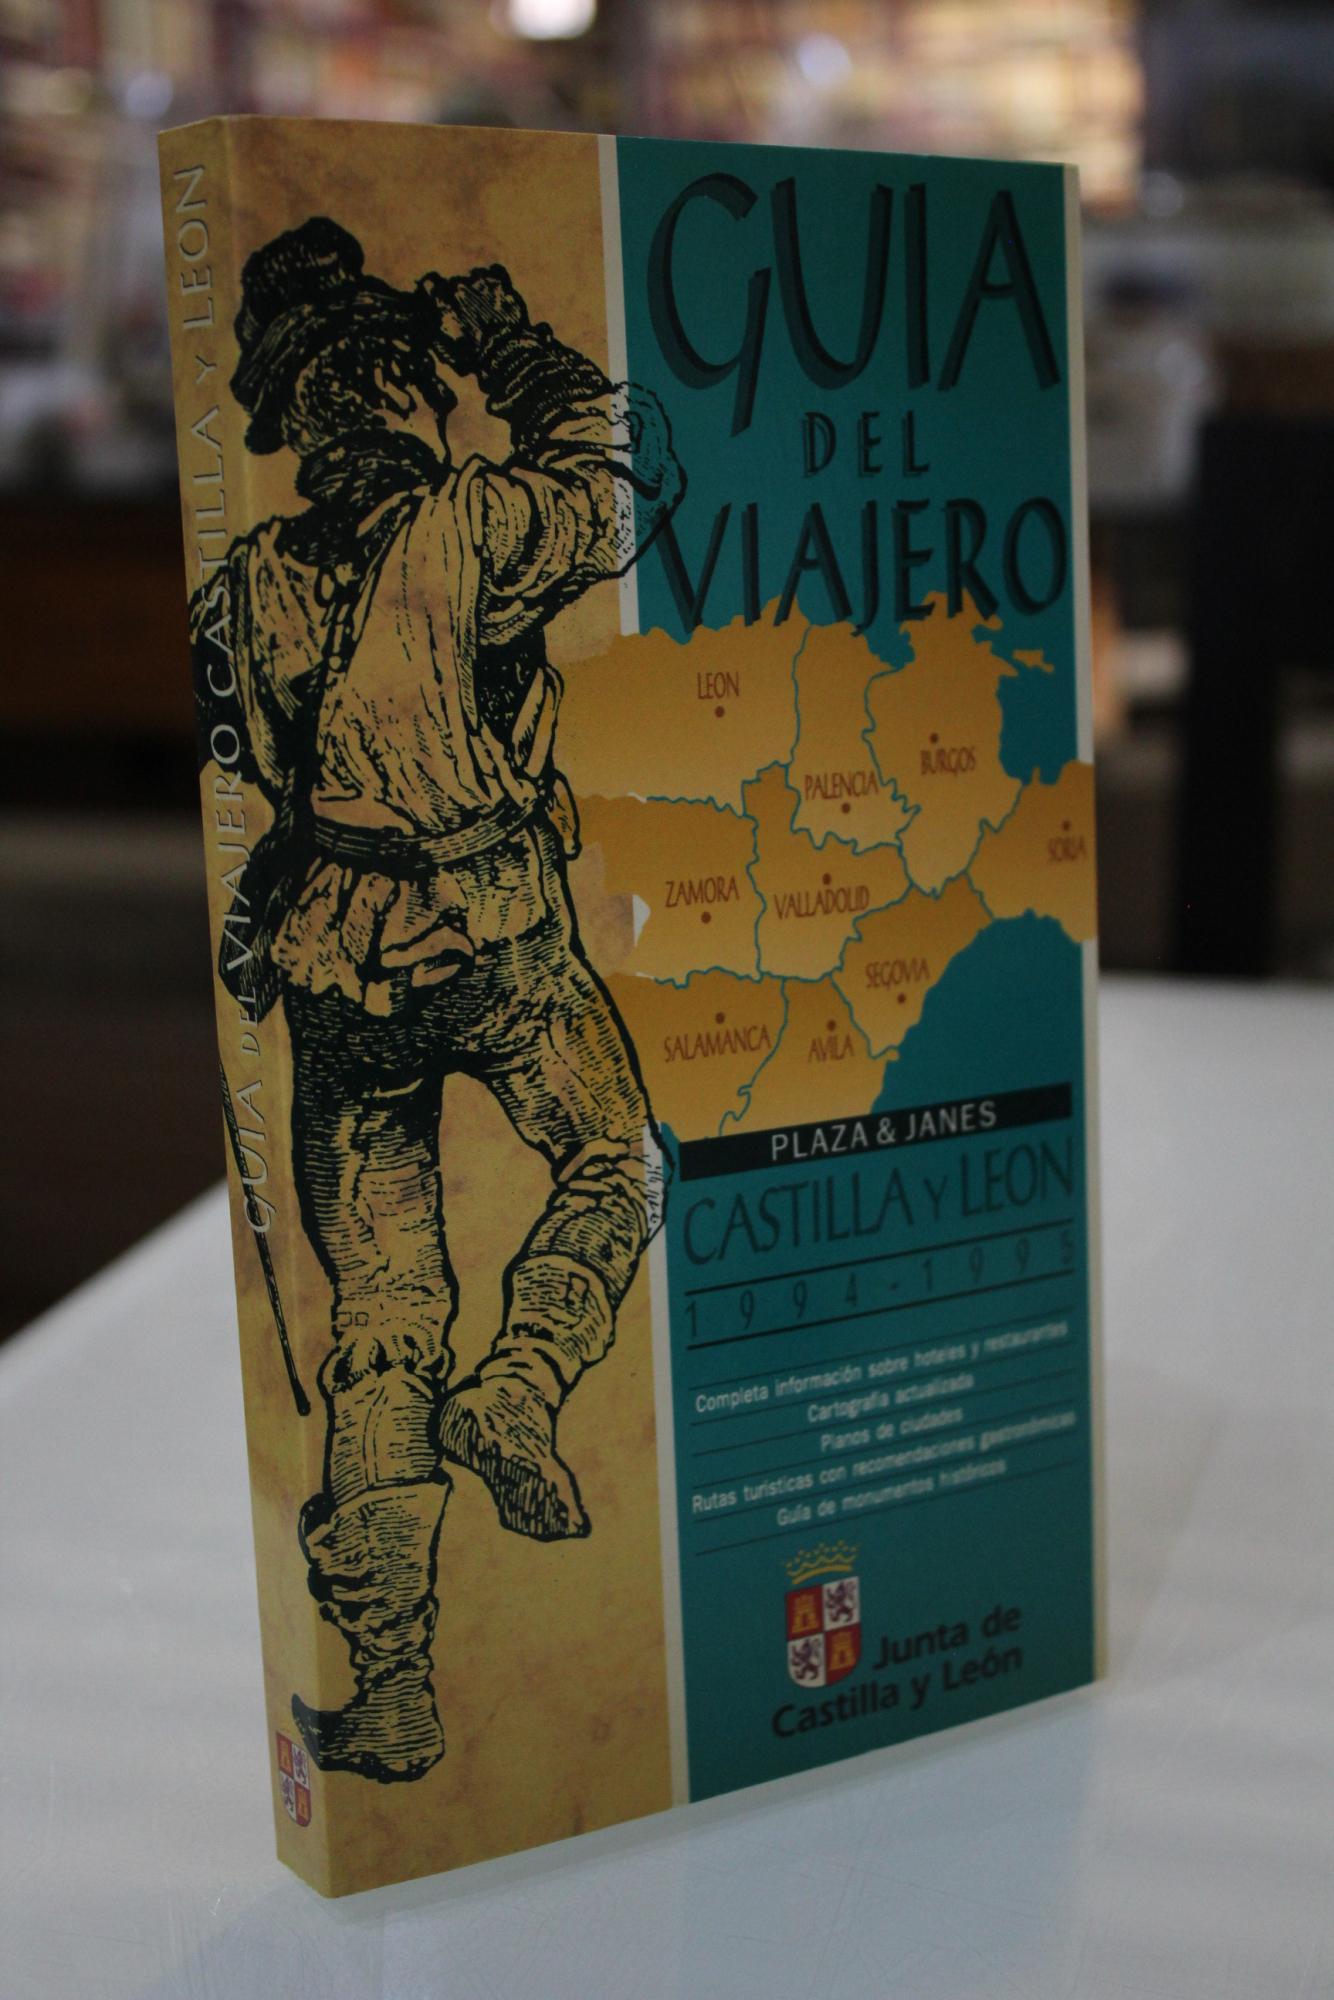 GUIA DEL VIAJERO CASTILLA Y LEON
GUIA
DEL
VIAJERO
LEON
BURGOS
PALENCIA
SORIA
ZAMORA
VALLADOLID
SEGOVIA
SALAMANCA
AVILA
PLAZA & JANES
CASTILLA Y LEON
1994-1995
Completa información sobre hoteles y restaurantes
Cartografía actualizada
Planos de ciudades
Rutas turísticas con recomendaciones gastronómicas
Guía de monumentos históricos
Junta de
Castilla y León